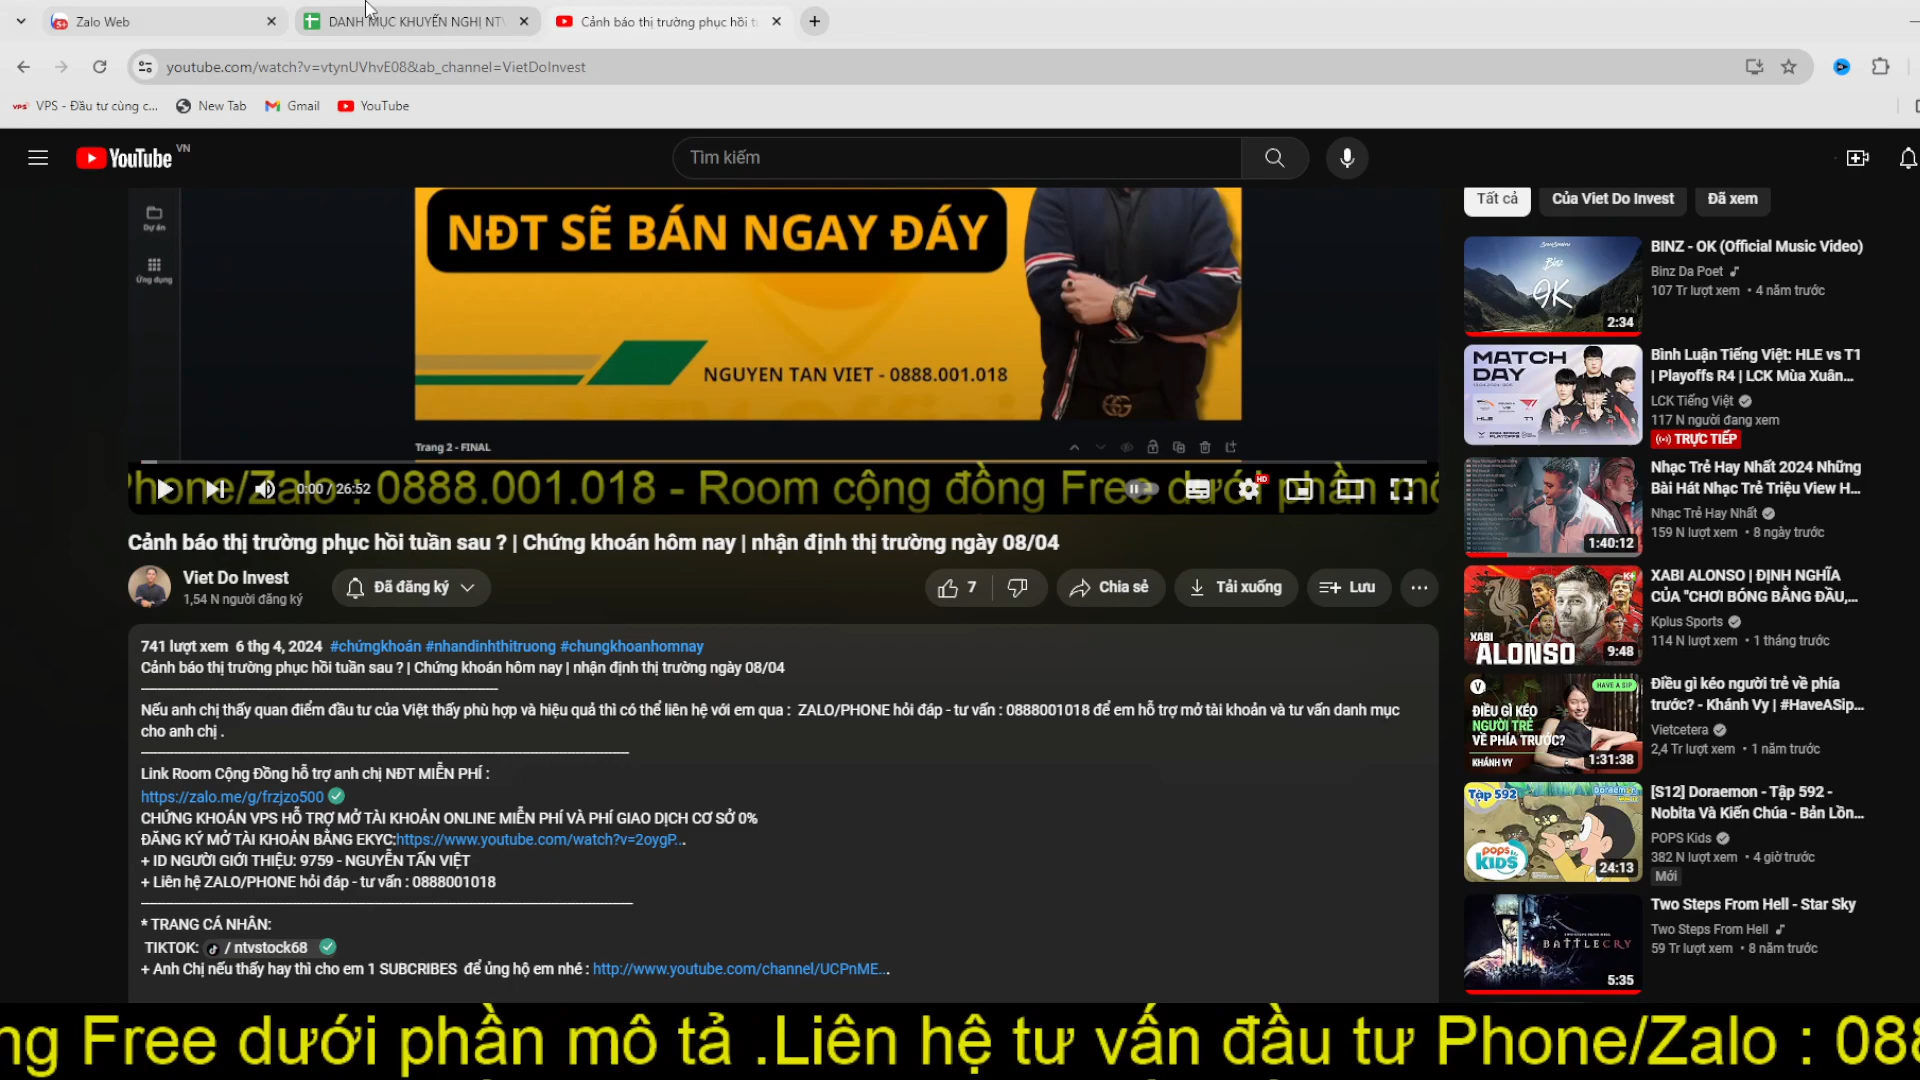 Zalo Web
DANH MỤC KHUYẾN NGHỊ NTV
Cảnh báo thị trường phục hồi tu
youtube.com/watch?v=vtynUVhvE08&ab_channel=VietDoInvest
VPS - Đầu tư cùng c...
New Tab
Gmail
YouTube
YouTube VN
Tìm kiếm
Dự án
Ứng dụng
NĐT SẼ BÁN NGAY ĐÁY
NGUYEN TAN VIET - 0888.001.018
Trang 2 - FINAL
Phone/Zalo : 0888.001.018 - Room cộng đồng Free dưới phần mô
0:00 / 26:52
HD
Cảnh báo thị trường phục hồi tuần sau ? | Chứng khoán hôm nay | nhận định thị trường ngày 08/04
Viet Do Invest
1,54 N người đăng ký
Đã đăng ký
7
Chia sẻ
Tải xuống
Lưu
741 lượt xem 6 thg 4, 2024 #chứngkhoán #nhandinhthitruong #chungkhoanhomnay
Cảnh báo thị trường phục hồi tuần sau ? | Chứng khoán hôm nay | nhận định thị trường ngày 08/04
Nếu anh chị thấy quan điểm đầu tư của Việt thấy phù hợp và hiệu quả thì có thể liên hệ với em qua : ZALO/PHONE hỏi đáp - tư vấn : 0888001018 để em hỗ trợ mở tài khoản và tư vấn danh mục
cho anh chị .
Link Room Cộng Đồng hỗ trợ anh chị NĐT MIỄN PHÍ :
https://zalo.me/g/frzjzo500
CHỨNG KHOÁN VPS HỖ TRỢ MỞ TÀI KHOẢN ONLINE MIỄN PHÍ VÀ PHÍ GIAO DỊCH CƠ SỞ 0%
ĐĂNG KÝ MỞ TÀI KHOẢN BẰNG EKYC:https://www.youtube.com/watch?v=2oygP...
+ ID NGƯỜI GIỚI THIỆU: 9759 - NGUYỄN TẤN VIỆT
+ Liên hệ ZALO/PHONE hỏi đáp - tư vấn : 0888001018
* TRANG CÁ NHÂN:
TIKTOK: / ntvstock68
+ Anh Chị nếu thấy hay thì cho em 1 SUBCRIBES để ủng hộ em nhé : http://www.youtube.com/channel/UCPnME...
Tất cả
Của Viet Do Invest
Đã xem
Binz
OK
2:34
BINZ - OK (Official Music Video)
Binz Da Poet
107 Tr lượt xem • 4 năm trước
MATCH
DAY
HLE T1
Bình Luận Tiếng Việt: HLE vs T1
| Playoffs R4 | LCK Mùa Xuân...
LCK Tiếng Việt
117 N người đang xem
TRỰC TIẾP
1:40:12
Nhạc Trẻ Hay Nhất 2024 Những
Bài Hát Nhạc Trẻ Triệu View H...
Nhạc Trẻ Hay Nhất
159 N lượt xem • 8 ngày trước
XABI
ALONSO
9:48
XABI ALONSO | ĐỊNH NGHĨA
CỦA "CHƠI BÓNG BẰNG ĐẦU,...
Kplus Sports
114 N lượt xem • 1 tháng trước
HAVE A SIP
ĐIỀU GÌ KÉO
NGƯỜI TRẺ
VỀ PHÍA TRƯỚC?
KHÁNH VY
1:31:38
Điều gì kéo người trẻ về phía
trước? - Khánh Vy | #HaveASip...
Vietcetera
2,4 Tr lượt xem • 1 năm trước
Tập 592
Doraemon
POPS
KIDS
24:13
[S12] Doraemon - Tập 592 -
Nobita Và Kiến Chúa - Bản Lồn...
POPS Kids
382 N lượt xem • 4 giờ trước
Mới
BATTLECRY
5:35
Two Steps From Hell - Star Sky
Two Steps From Hell
59 Tr lượt xem • 8 năm trước
ng Free dưới phần mô tả .Liên hệ tư vấn đầu tư Phone/Zalo : 088